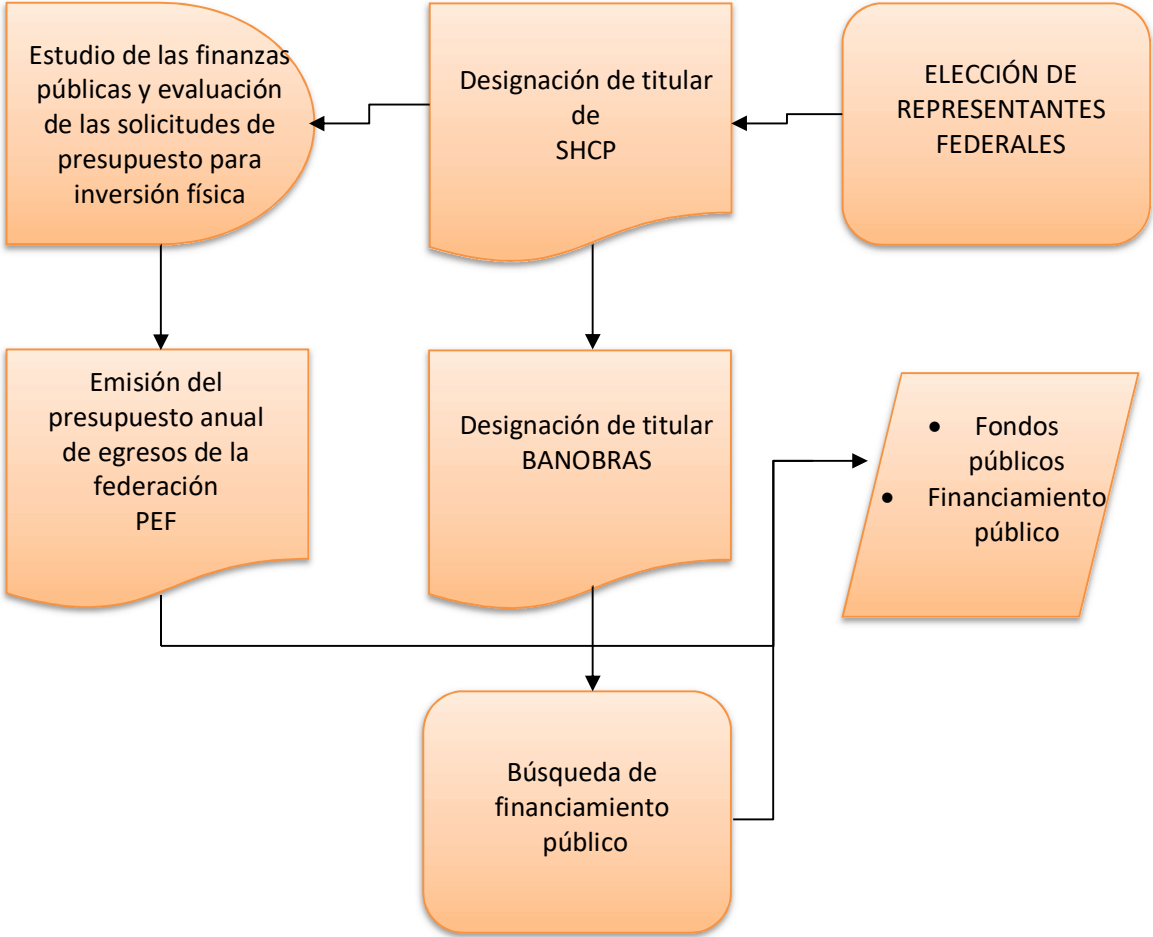 Estudio de las finanzas
públicas y evaluación
de las solicitudes de
presupuesto para
inversión física
Designación de titular
de
SHCP
ELECCIÓN DE
REPRESENTANTES
FEDERALES
Emisión del
presupuesto anual
de egresos de la
federación
PEF
Designación de titular
BANOBRAS
• Fondos
públicos
• Financiamiento
público
Búsqueda de
financiamiento
público